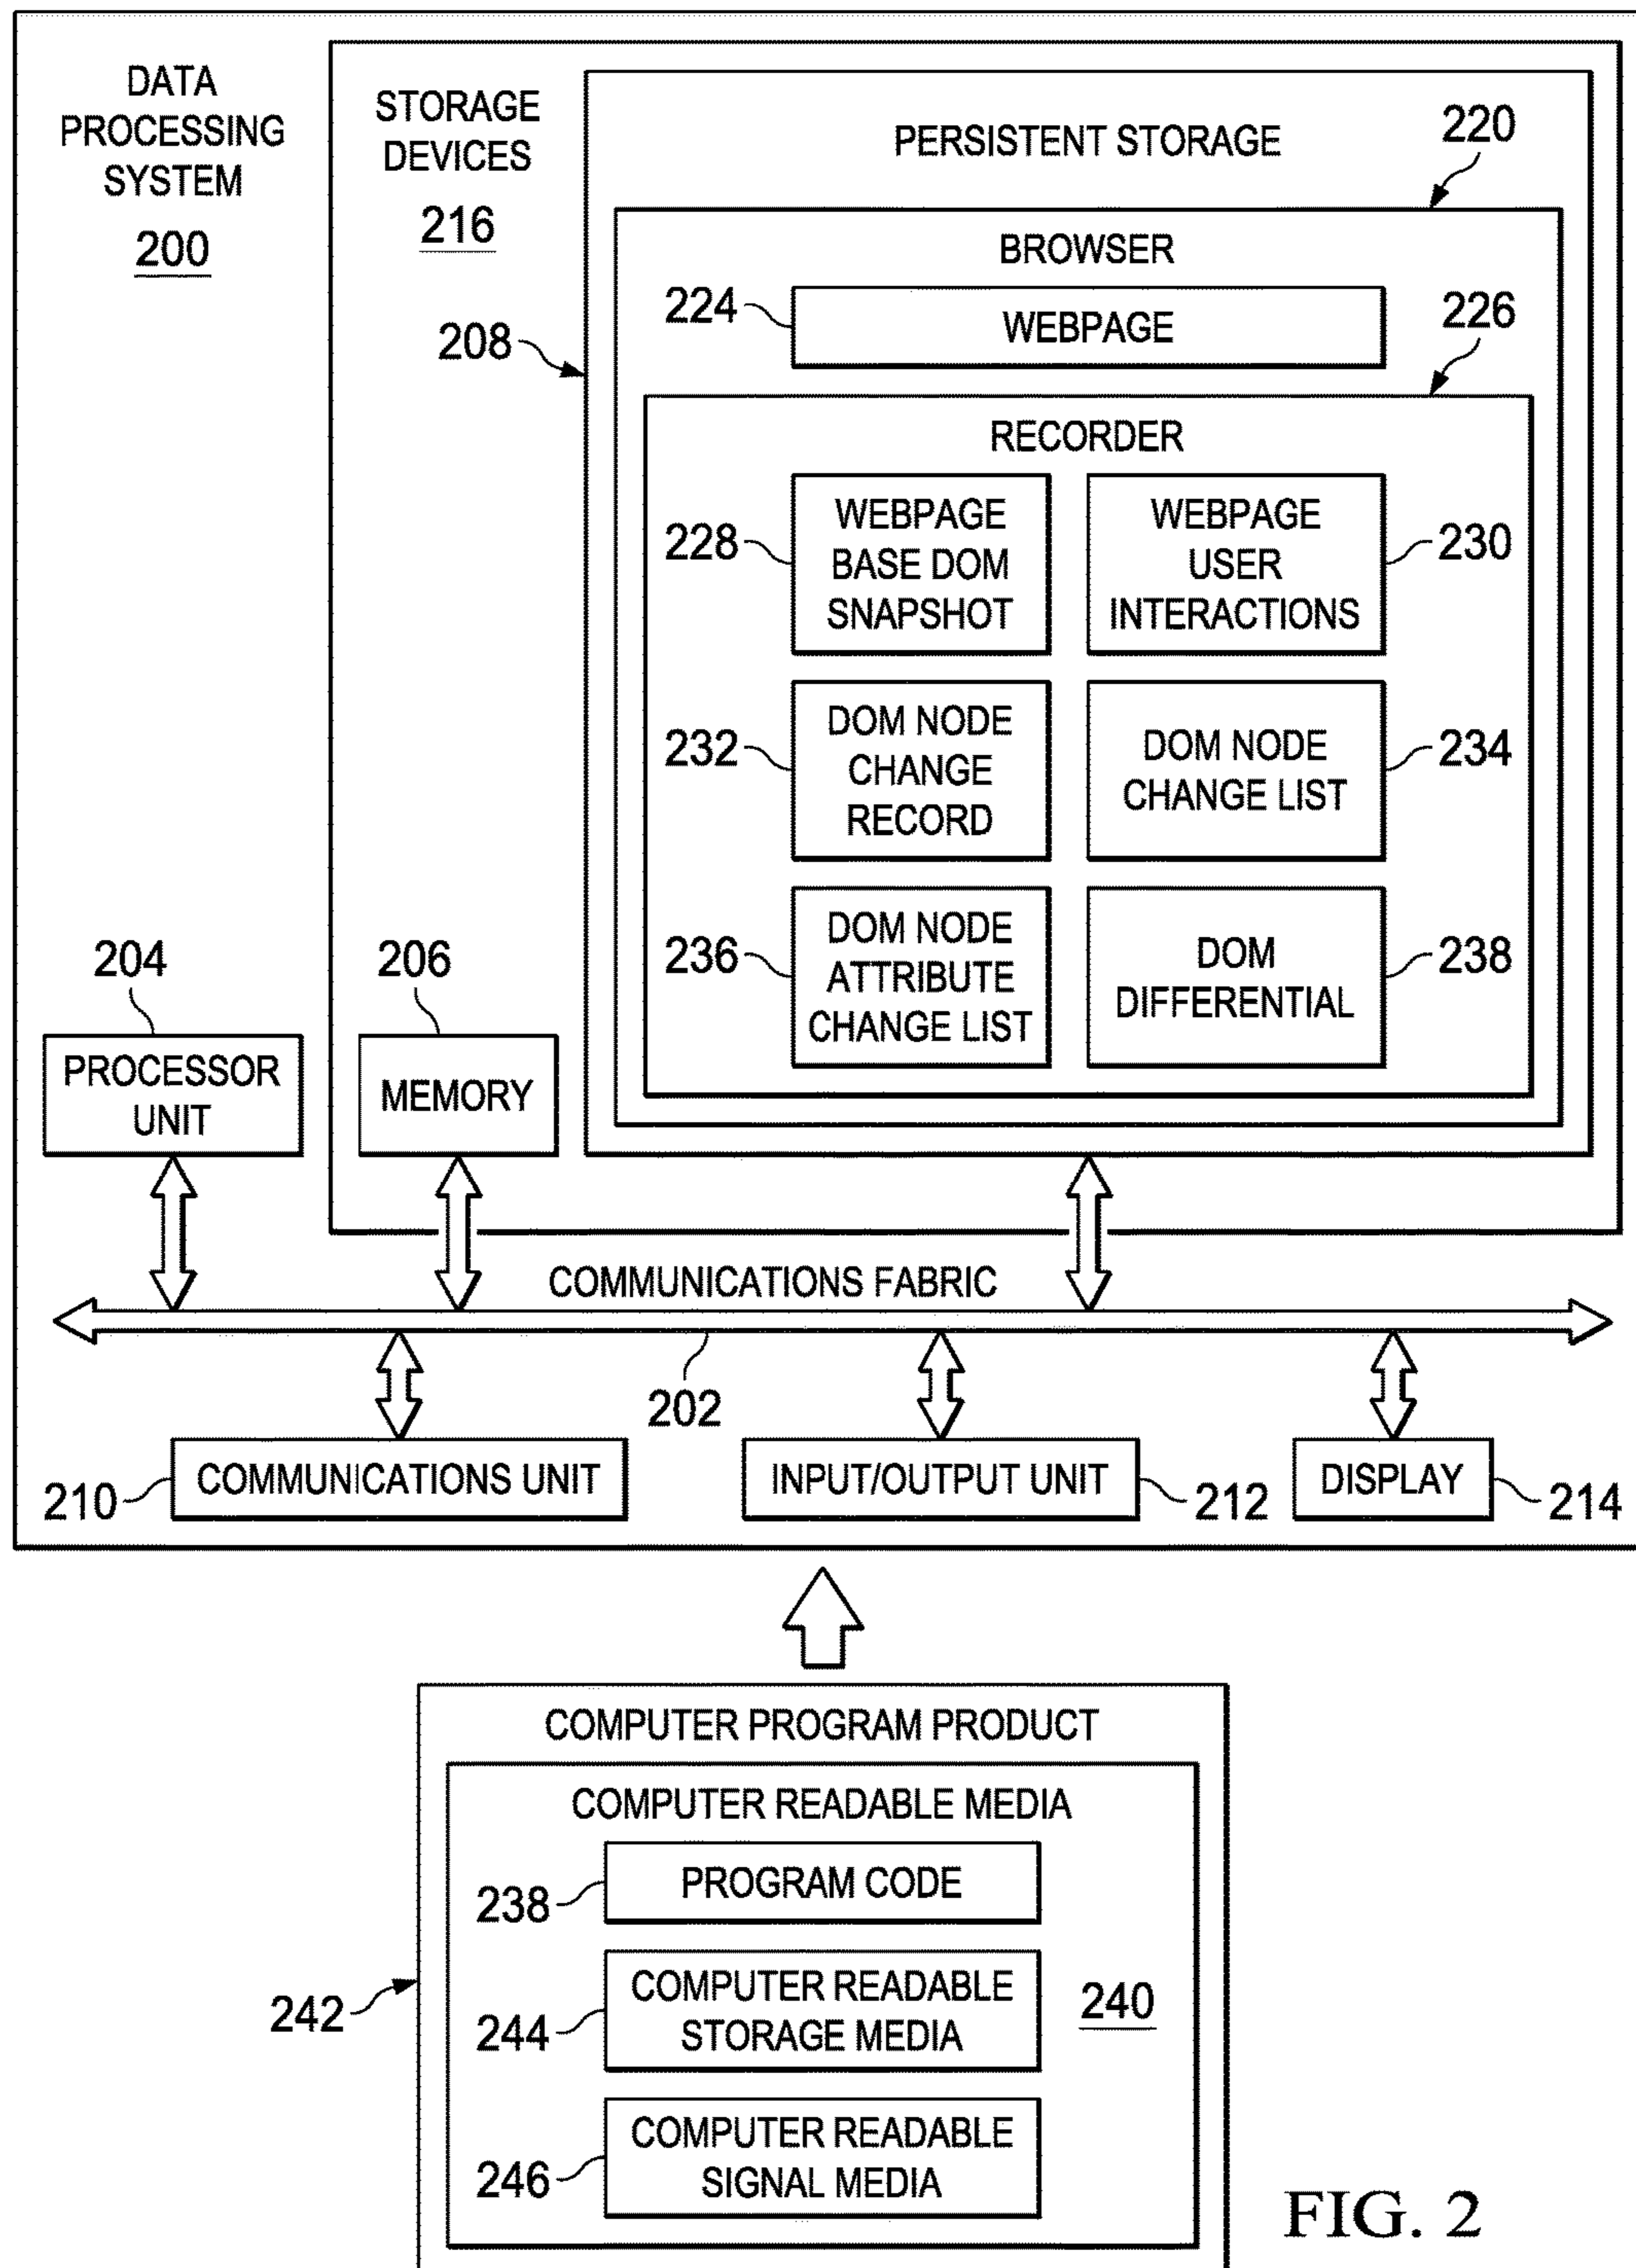 DATA
PROCESSING
SYSTEM
200
STORAGE
DEVICES
216
PERSISTENT STORAGE
220
BROWSER
224
WEBPAGE
226
208
RECORDER
228
WEBPAGE
BASE DOM
SNAPSHOT
WEBPAGE
USER
INTERACTIONS
230
232
DOM NODE
CHANGE
RECORD
DOM NODE
CHANGE LIST
234
236
DOM NODE
ATTRIBUTE
CHANGE LIST
DOM
DIFFERENTIAL
238
204
PROCESSOR
UNIT
206
MEMORY
COMMUNICATIONS FABRIC
202
210
COMMUNICATIONS UNIT
INPUT/OUTPUT UNIT
212
DISPLAY
214
COMPUTER PROGRAM PRODUCT
COMPUTER READABLE MEDIA
238
PROGRAM CODE
242
244
COMPUTER READABLE
STORAGE MEDIA
240
246
COMPUTER READABLE
SIGNAL MEDIA
FIG. 2